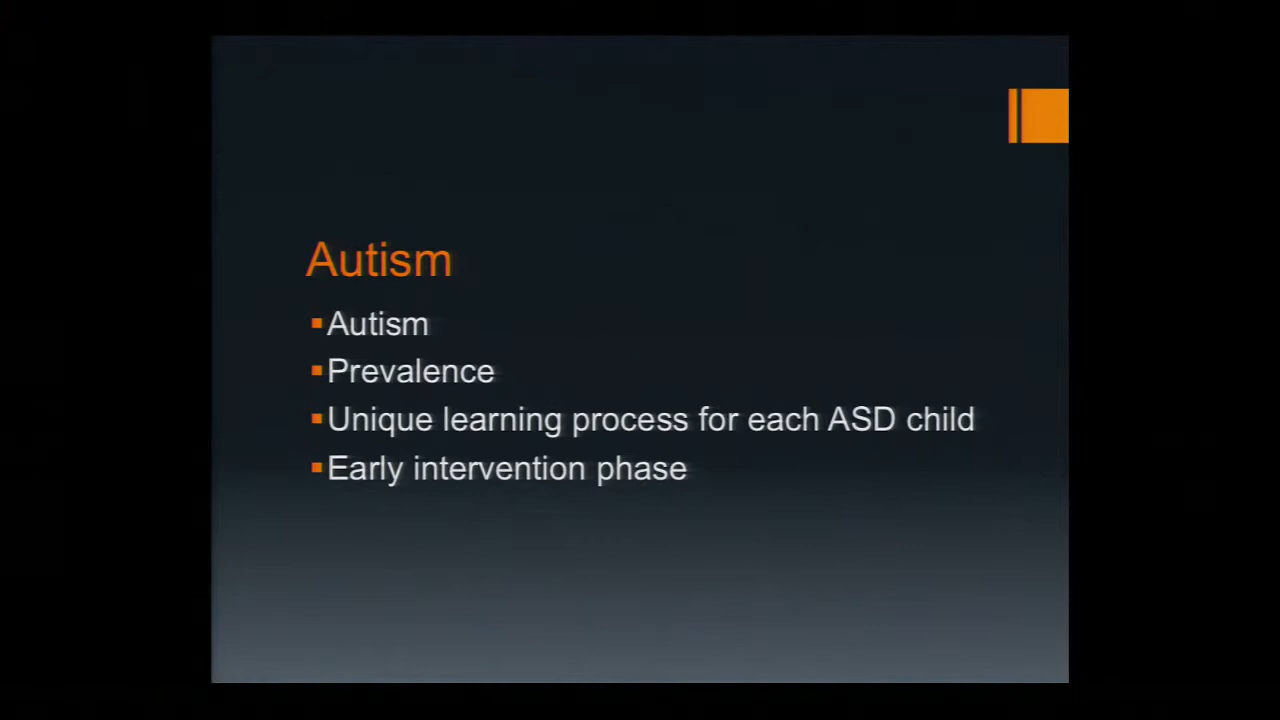 Autism
▪Autism
▪Prevalence
▪Unique learning process for each ASD child
▪Early intervention phase